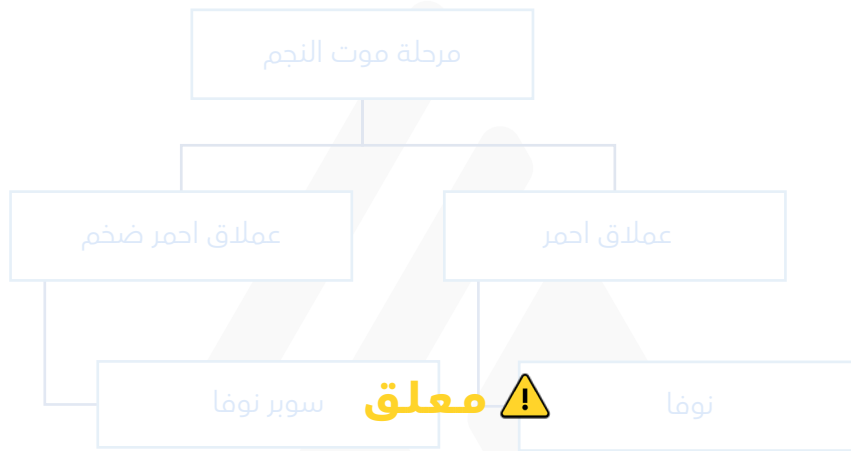 مرحلة موت النجم
عملاق احمر
عملاق احمر ضخم
نوفا
معلق
سوبر نوفا